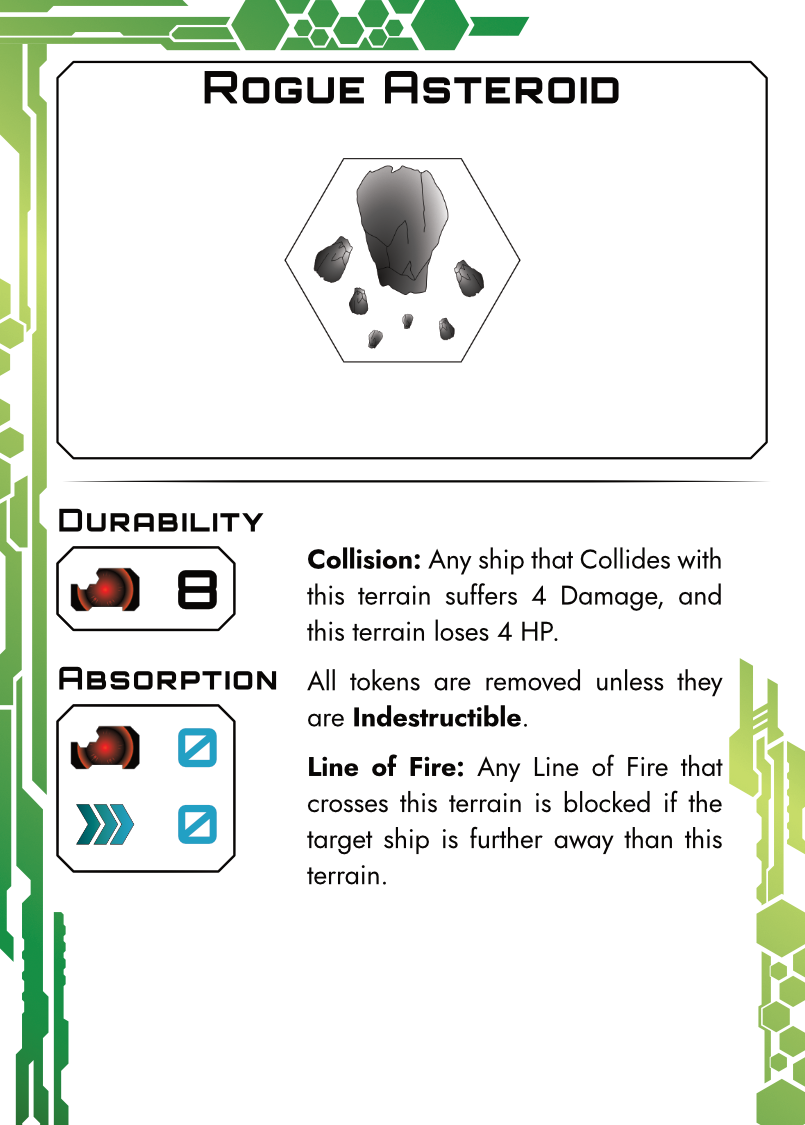 Rogue Asteroid
Durability
8
Collision: Any ship that Collides with
this terrain suffers 4 Damage, and
this terrain loses 4 HP.
Absorption
0
0
All tokens are removed unless they
are Indestructible.
Line of Fire: Any Line of Fire that
crosses this terrain is blocked if the
target ship is further away than this
terrain.